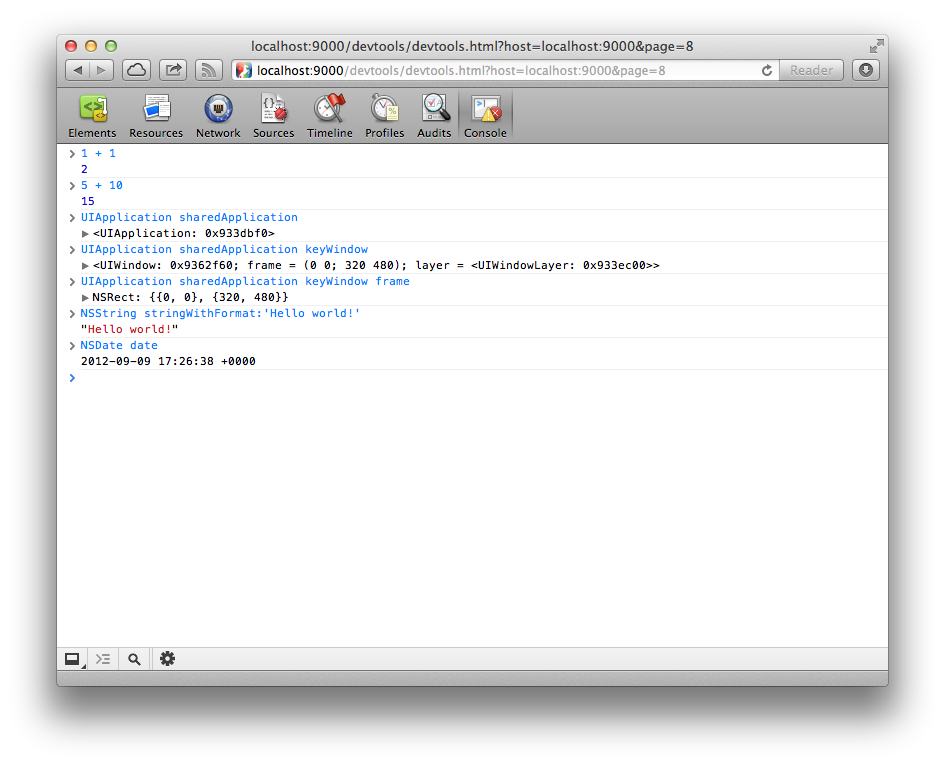 localhost:9000/devtools/devtools.html?host=localhost:9000&page=8
localhost:9000/devtools/devtools.html?host=localhost:9000&page=8
Reader
Elements
Resources
Network
Sources
Timeline
Profiles
Audits
Console
1 + 1
2
5 + 10
15
UIApplication sharedApplication
<UIApplication: 0x933dbf0>
UIApplication sharedApplication keyWindow
<UIWindow: 0x9362f60; frame = (0 0; 320 480); layer = <UIWindowLayer: 0x933ec00>>
UIApplication sharedApplication keyWindow frame
NSRect: {{0, 0}, {320, 480}}
NSString stringWithFormat:'Hello world!'
"Hello world!"
NSDate date
2012-09-09 17:26:38 +0000